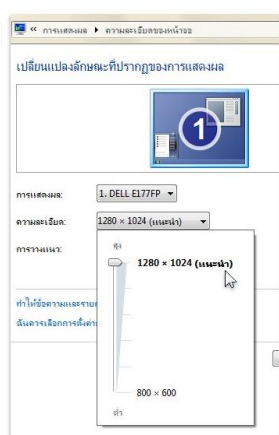 « การแสดงผล ▸ ความละเอียดของหน้าจอ
เปลี่ยนแปลงลักษณะที่ปรากฏของการแสดงผล
1
การแสดงผล: 1. DELL E177FP
ความละเอียด: 1280 × 1024 (แนะนำ)
การวางแนว:
สูง
1280 × 1024 (แนะนำ)
ทำให้ข้อความและราย
ฉันควรเลือกการตั้งค่า
800 × 600
ต่ำ